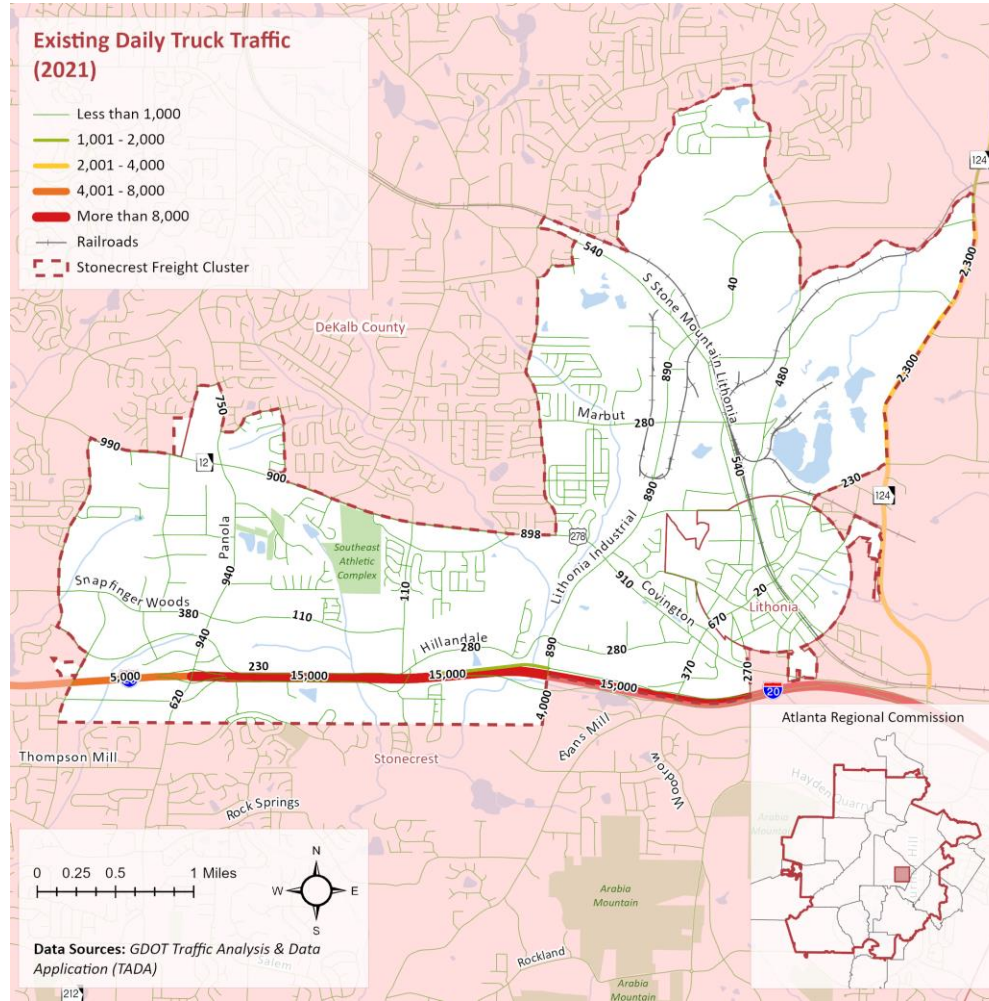 Existing Daily Truck Traffic
(2021)
Less than 1,000
1,001 - 2,000
2,001 - 4,000
4,001 - 8,000
More than 8,000
Railroads
Stonecrest Freight Cluster
124
540
2,300
40
S Stone Mountain Lithonia
DeKalb County
2,300
890
480
750
Marbut
280
990
12
540
900
890
230
124
898
278
Panola
Southeast
Athletic
Complex
Lithonia Industrial
910
Covington
940
110
20
Lithonia
Snapfinger Woods
380
110
670
940
Hillandale
280
890
280
370
270
5,000
230
15,000
15,000
15,000
20
620
4,000
Evans Mill
Thompson Mill
Stonecrest
Woodrow
Rock Springs
Atlanta Regional Commission
Hayden Quarry
0 0.25 0.5 1 Miles
N
W E
S
Arabia
Mountain
Data Sources: GDOT Traffic Analysis & Data
Application (TADA)
Salem
Rockland
212
Arabia
Mountain